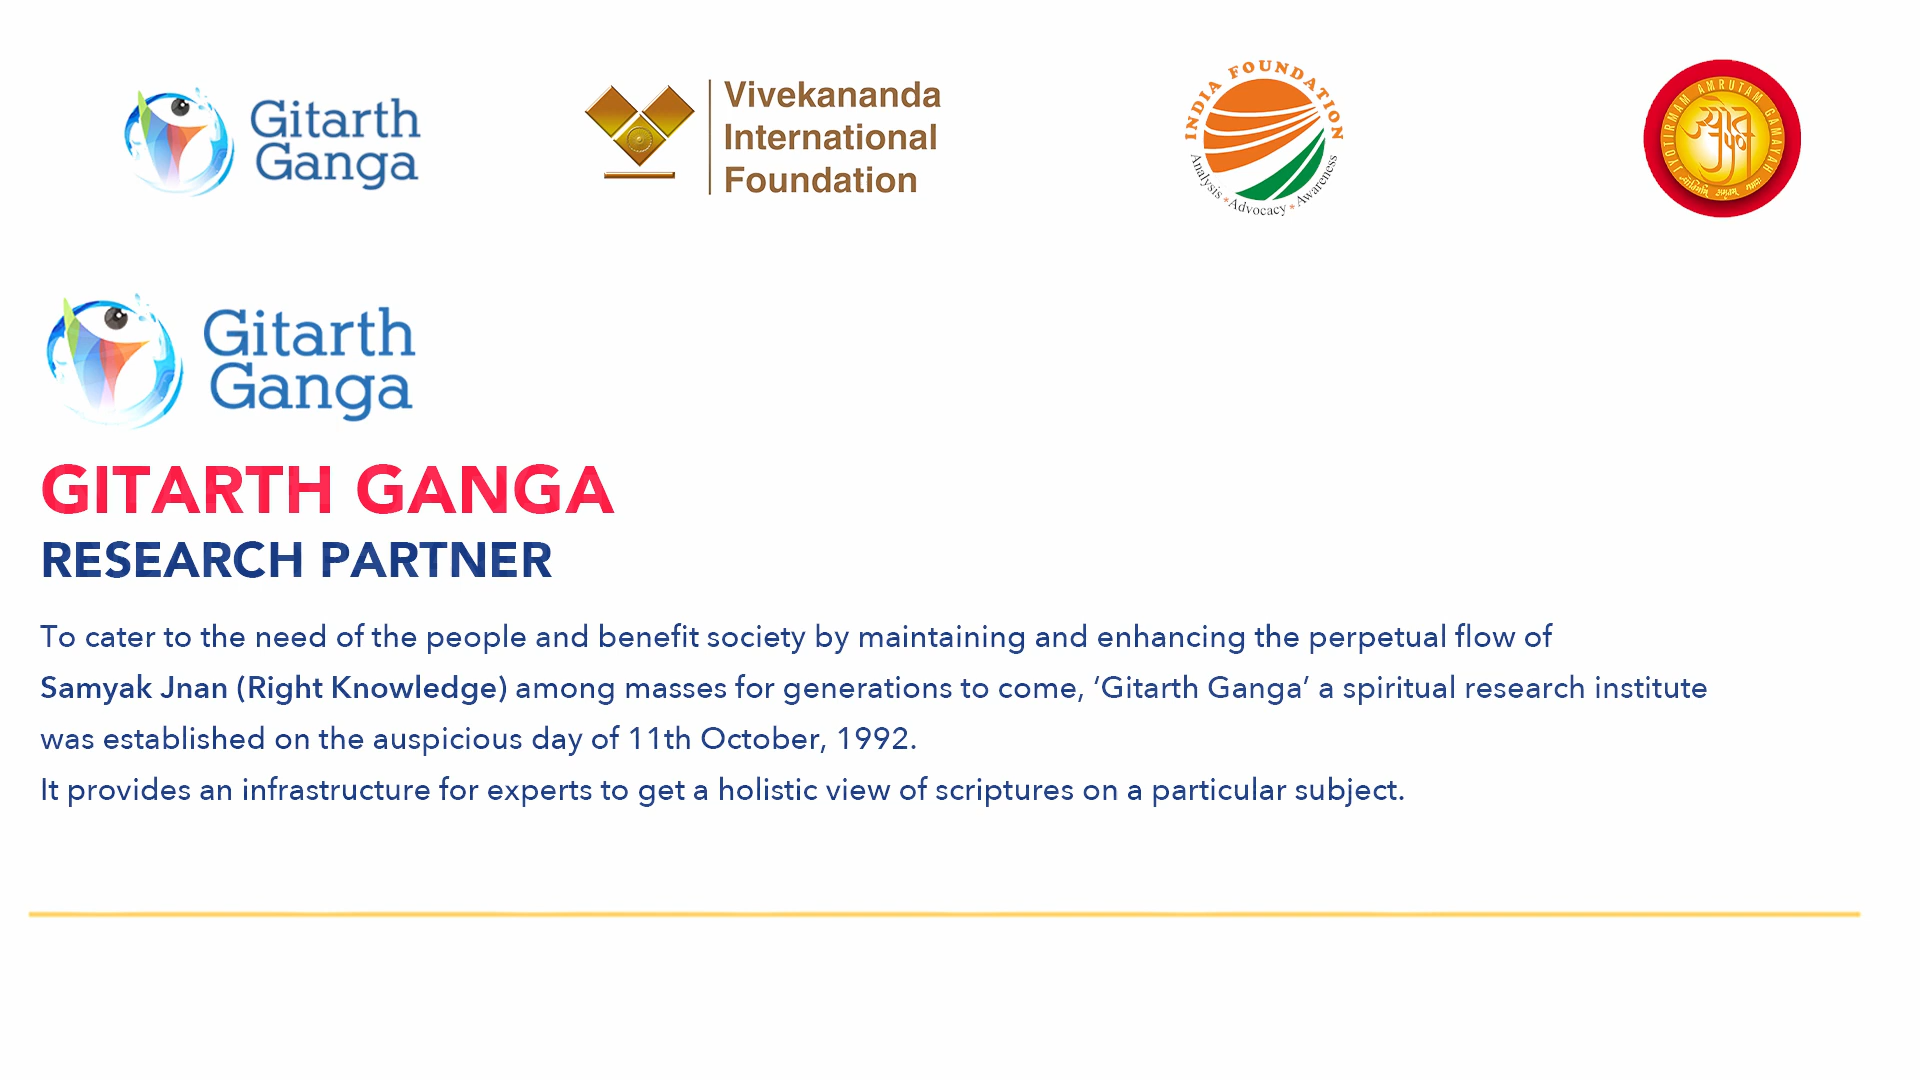 Gitarth
Ganga
Vivekananda
International
Foundation
INDIA FOUNDATION
Analysis * Advocacy * Awareness
JYOTIRMAM AMRUTAM GAMAYAH
Gitarth
Ganga
GITARTH GANGA
RESEARCH PARTNER
To cater to the need of the people and benefit society by maintaining and enhancing the perpetual flow of
Samyak Jnan (Right Knowledge) among masses for generations to come, ‘Gitarth Ganga’ a spiritual research institute
was established on the auspicious day of 11th October, 1992.
It provides an infrastructure for experts to get a holistic view of scriptures on a particular subject.